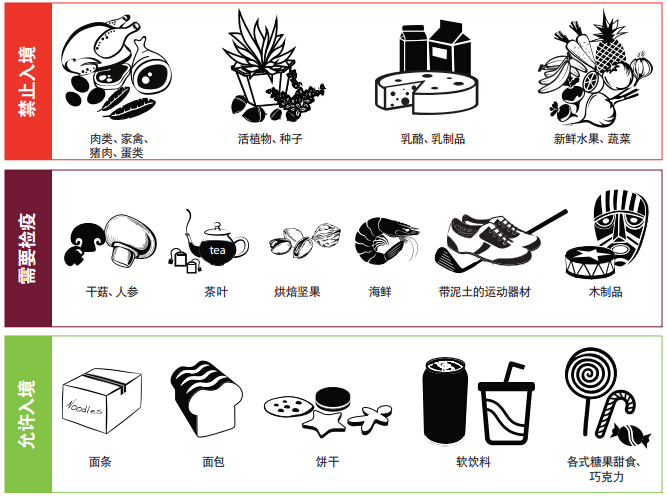 禁止入境
肉类、家禽、
猪肉、蛋类
活植物、种子
乳酪、乳制品
新鲜水果、蔬菜
需要检疫
tea
干菇、人参
茶叶
烘焙坚果
海鲜
带泥土的运动器材
木制品
允许入境
Noodles
面条
面包
饼干
软饮料
各式糖果甜食、
巧克力